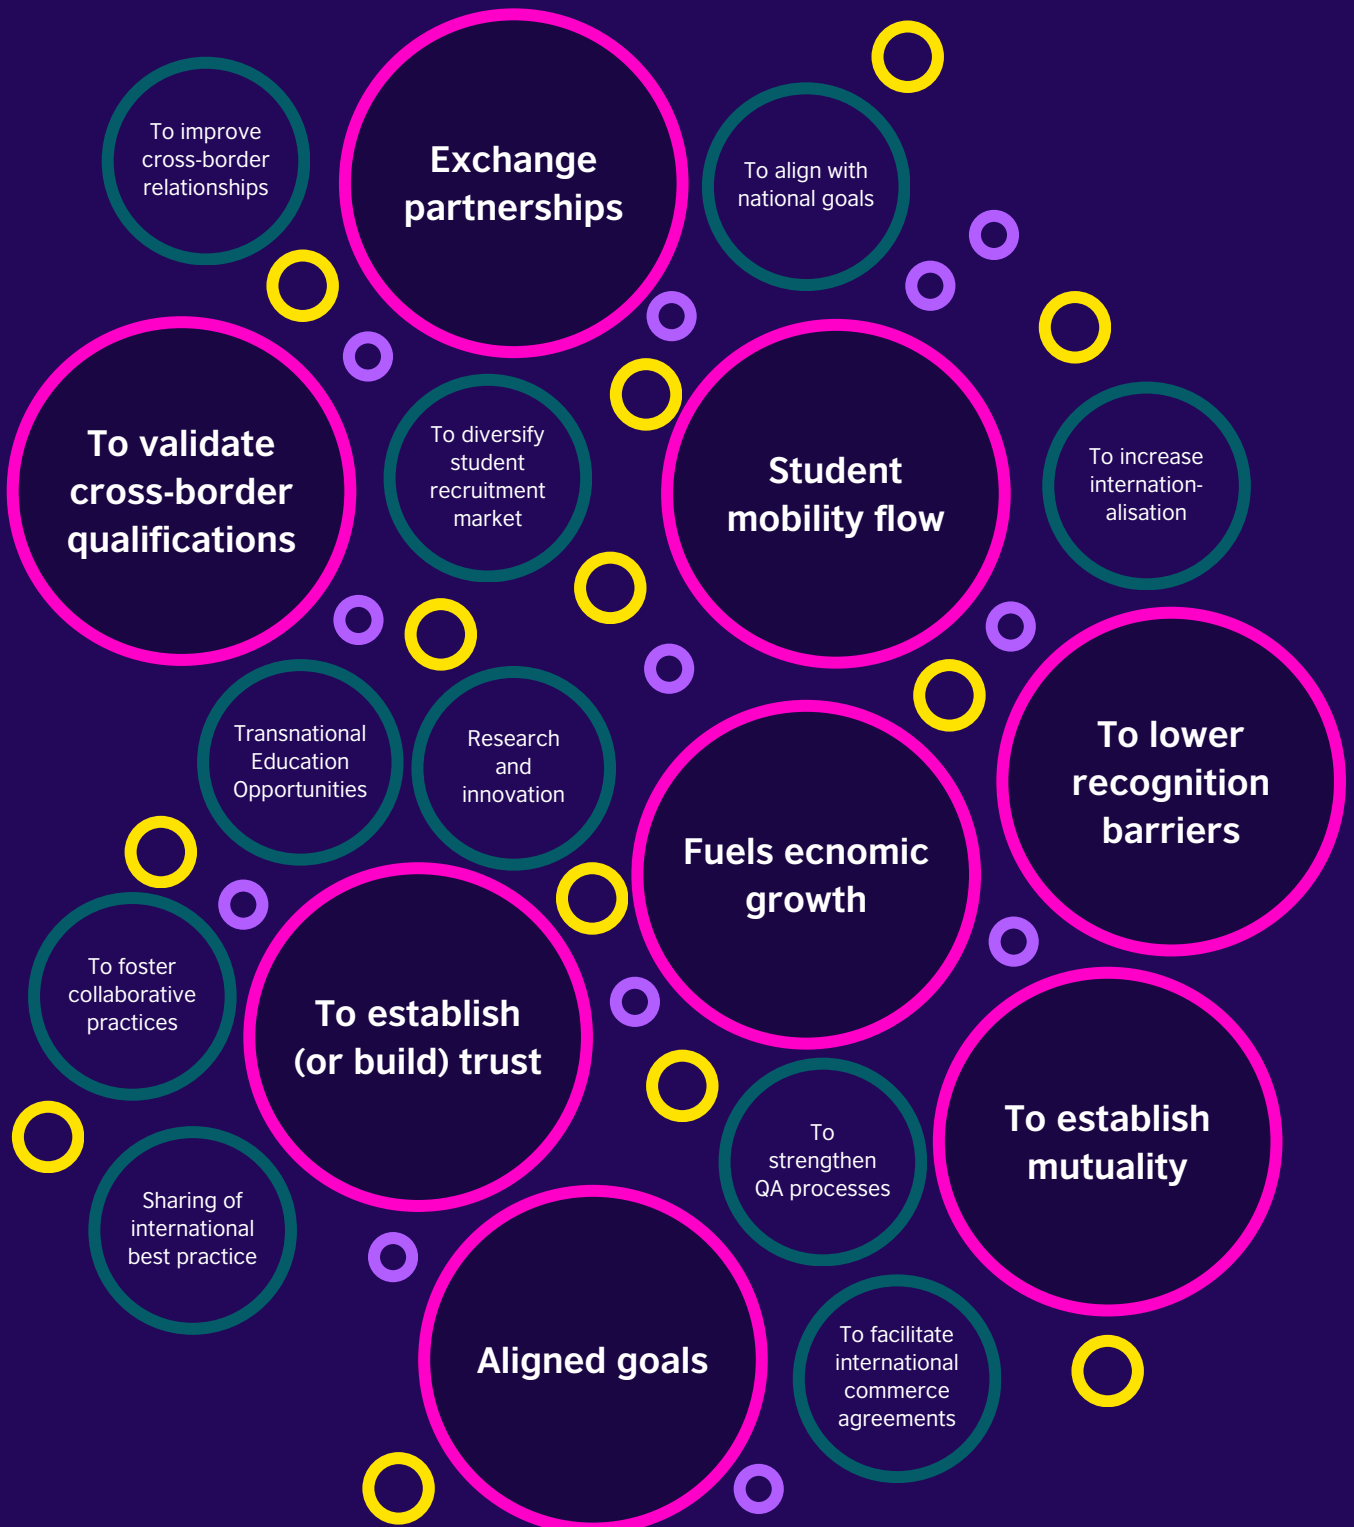 To improve
cross-border
relationships
Exchange
partnerships
To align with
national goals
To validate
cross-border
qualifications
To diversify
student
recruitment
market
Student
mobility flow
To increase
internation-
alisation
Transnational
Education
Opportunities
Research
and
innovation
To lower
recognition
barriers
Fuels ecnomic
growth
To foster
collaborative
practices
To establish
(or build) trust
To
strengthen
QA processes
To establish
mutuality
Sharing of
international
best practice
Aligned goals
To facilitate
international
commerce
agreements